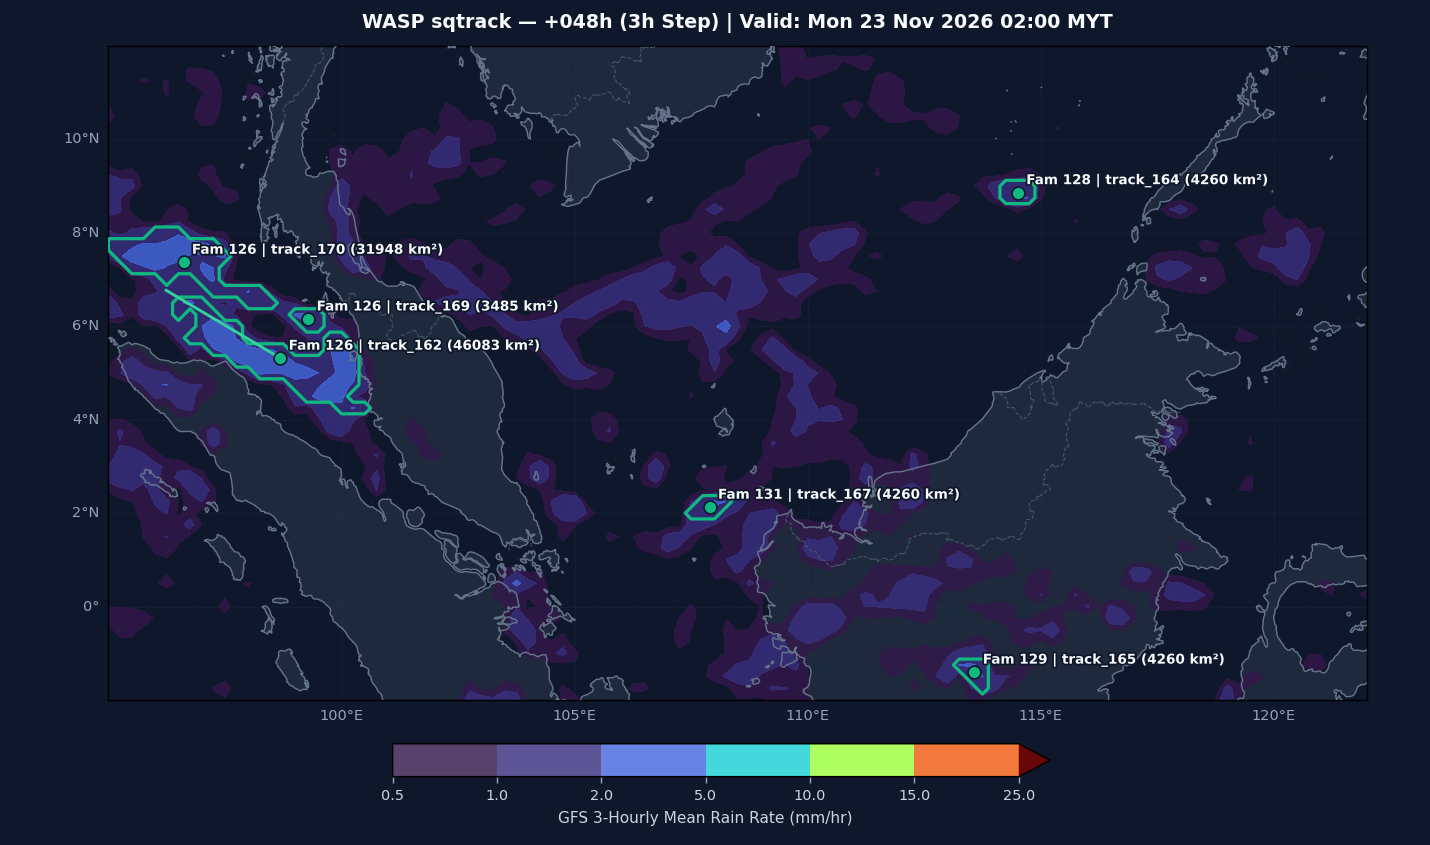 WASP sqtrack — +048h (3h Step) | Valid: Mon 23 Nov 2026 02:00 MYT
10°N
8°N
6°N
4°N
2°N
0°
Fam 128 | track_164 (4260 km²)
Fam 126 | track_170 (31948 km²)
Fam 126 | track_169 (3485 km²)
Fam 126 | track_162 (46083 km²)
Fam 131 | track_167 (4260 km²)
Fam 129 | track_165 (4260 km²)
100°E 105°E 110°E 115°E 120°E
0.5 1.0 2.0 5.0 10.0 15.0 25.0
GFS 3-Hourly Mean Rain Rate (mm/hr)